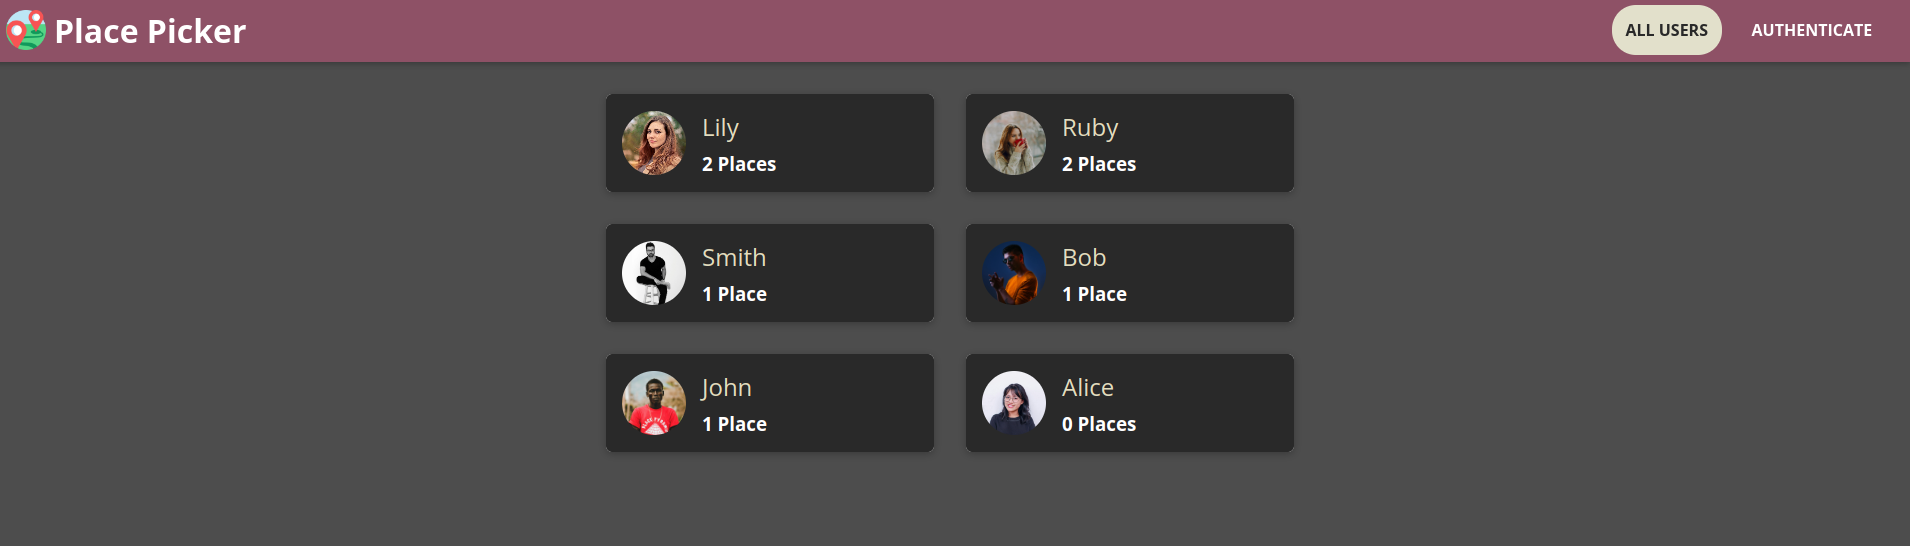 Place Picker
ALL USERS
AUTHENTICATE
Lily
2 Places
Ruby
2 Places
Smith
1 Place
Bob
1 Place
John
1 Place
Alice
0 Places